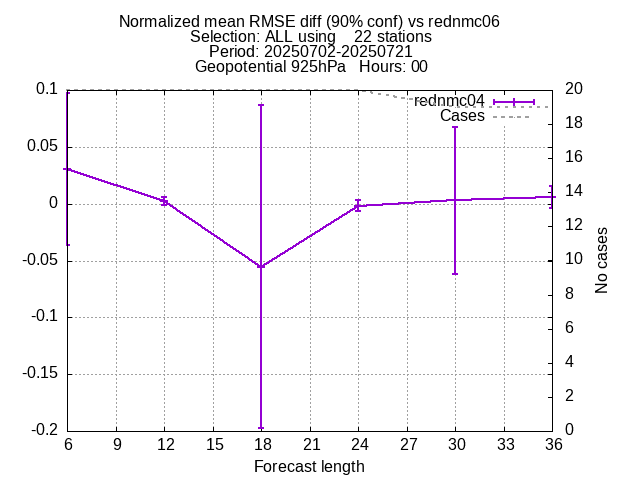 Normalized mean RMSE diff (90% conf) vs rednmc06
Selection: ALL using    22 stations
Period: 20250702-20250721
Geopotential 925hPa   Hours: 00
0.1
0.05
0
-0.05
-0.1
-0.15
-0.2
rednmc04
Cases
20
18
16
14
12
10
8
6
4
2
0
No cases
6 9 12 15 18 21 24 27 30 33 36
Forecast length